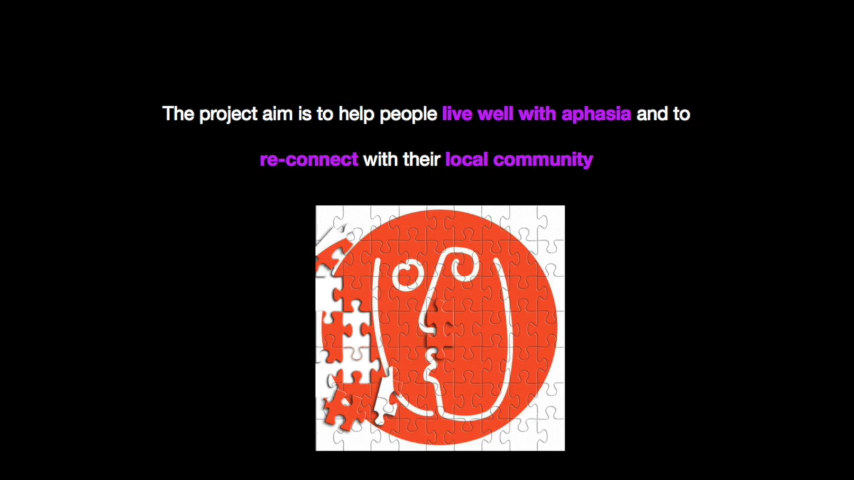 The project aim is to help people live well with aphasia and to
re-connect with their local community